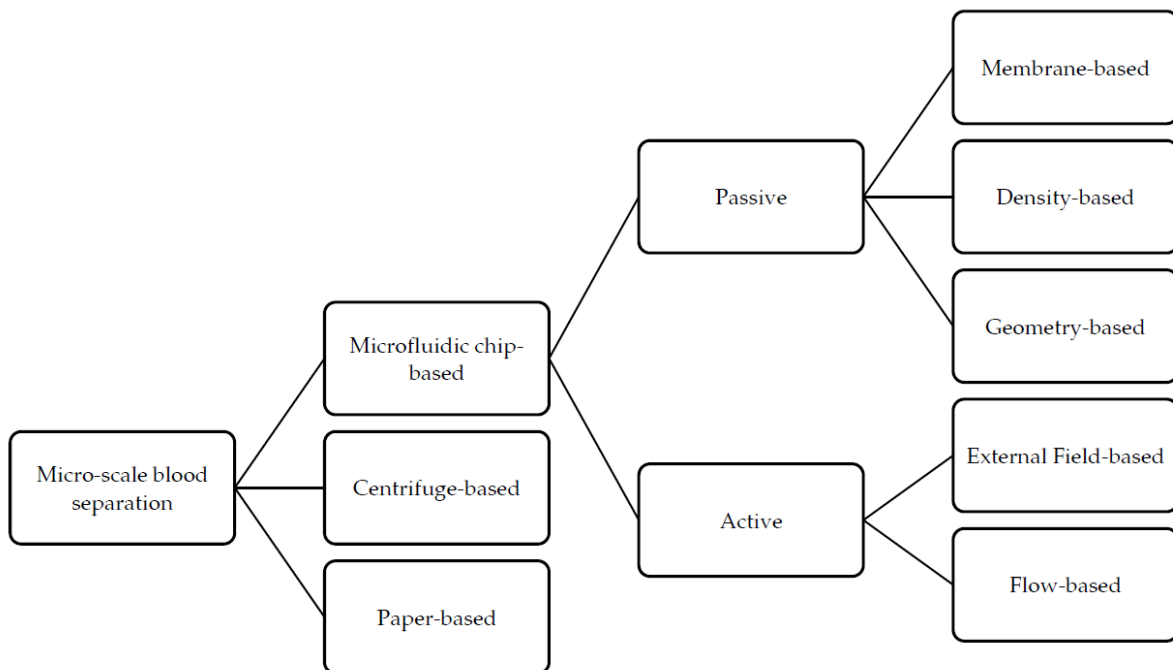 Micro-scale blood
separation
Microfluidic chip-
based
Centrifuge-based
Paper-based
Passive
Active
Membrane-based
Density-based
Geometry-based
External Field-based
Flow-based